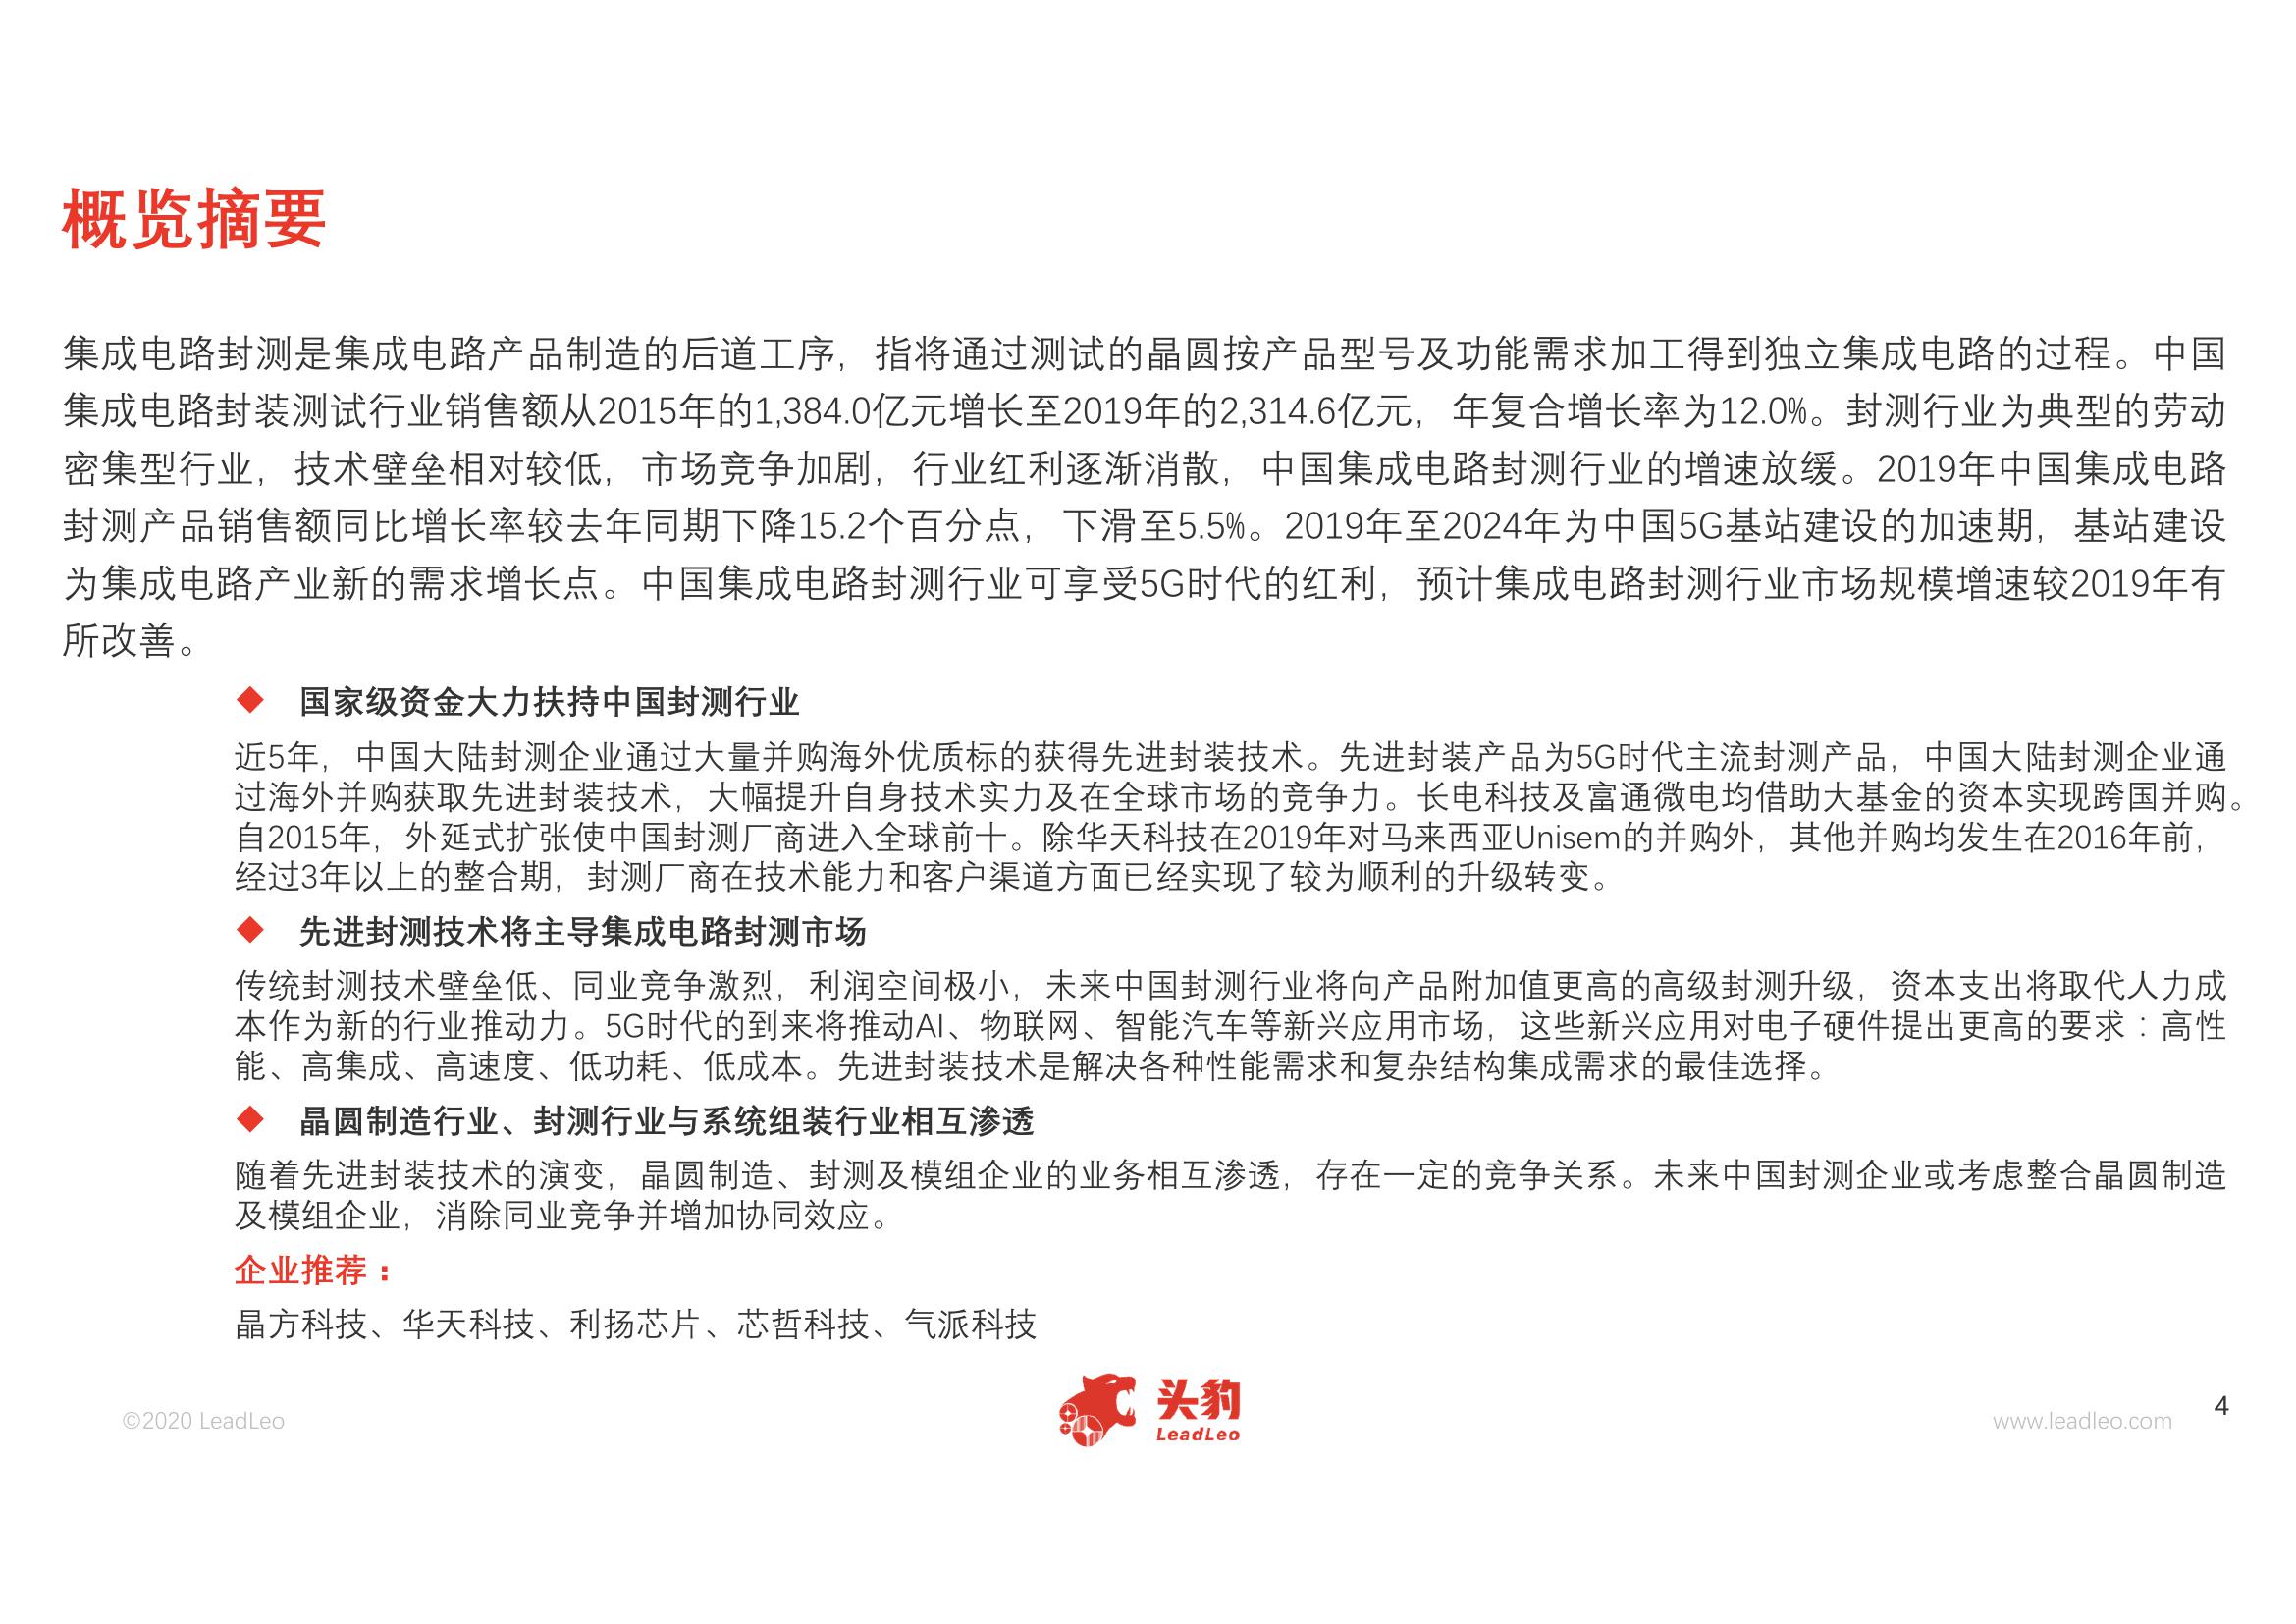 概览摘要
集成电路封测是集成电路产品制造的后道工序，指将通过测试的晶圆按产品型号及功能需求加工得到独立集成电路的过程。中国
集成电路封装测试行业销售额从2015年的1,384.0亿元增长至2019年的2,314.6亿元，年复合增长率为12.0%。封测行业为典型的劳动
密集型行业，技术壁垒相对较低，市场竞争加剧，行业红利逐渐消散，中国集成电路封测行业的增速放缓。2019年中国集成电路
封测产品销售额同比增长率较去年同期下降15.2个百分点，下滑至5.5%。2019年至2024年为中国5G基站建设的加速期，基站建设
为集成电路产业新的需求增长点。中国集成电路封测行业可享受5G时代的红利，预计集成电路封测行业市场规模增速较2019年有
所改善。
◆ 国家级资金大力扶持中国封测行业
近5年，中国大陆封测企业通过大量并购海外优质标的获得先进封装技术。先进封装产品为5G时代主流封测产品，中国大陆封测企业通
过海外并购获取先进封装技术，大幅提升自身技术实力及在全球市场的竞争力。长电科技及富通微电均借助大基金的资本实现跨国并购。
自2015年，外延式扩张使中国封测厂商进入全球前十。除华天科技在2019年对马来西亚Unisem的并购外，其他并购均发生在2016年前，
经过3年以上的整合期，封测厂商在技术能力和客户渠道方面已经实现了较为顺利的升级转变。
◆ 先进封测技术将主导集成电路封测市场
传统封测技术壁垒低、同业竞争激烈，利润空间极小，未来中国封测行业将向产品附加值更高的高级封测升级，资本支出将取代人力成
本作为新的行业推动力。5G时代的到来将推动AI、物联网、智能汽车等新兴应用市场，这些新兴应用对电子硬件提出更高的要求：高性
能、高集成、高速度、低功耗、低成本。先进封装技术是解决各种性能需求和复杂结构集成需求的最佳选择。
◆ 晶圆制造行业、封测行业与系统组装行业相互渗透
随着先进封装技术的演变，晶圆制造、封测及模组企业的业务相互渗透，存在一定的竞争关系。未来中国封测企业或考虑整合晶圆制造
及模组企业，消除同业竞争并增加协同效应。
企业推荐：
晶方科技、华天科技、利扬芯片、芯哲科技、气派科技
©2020 LeadLeo
头豹
LeadLeo
www.leadleo.com
4